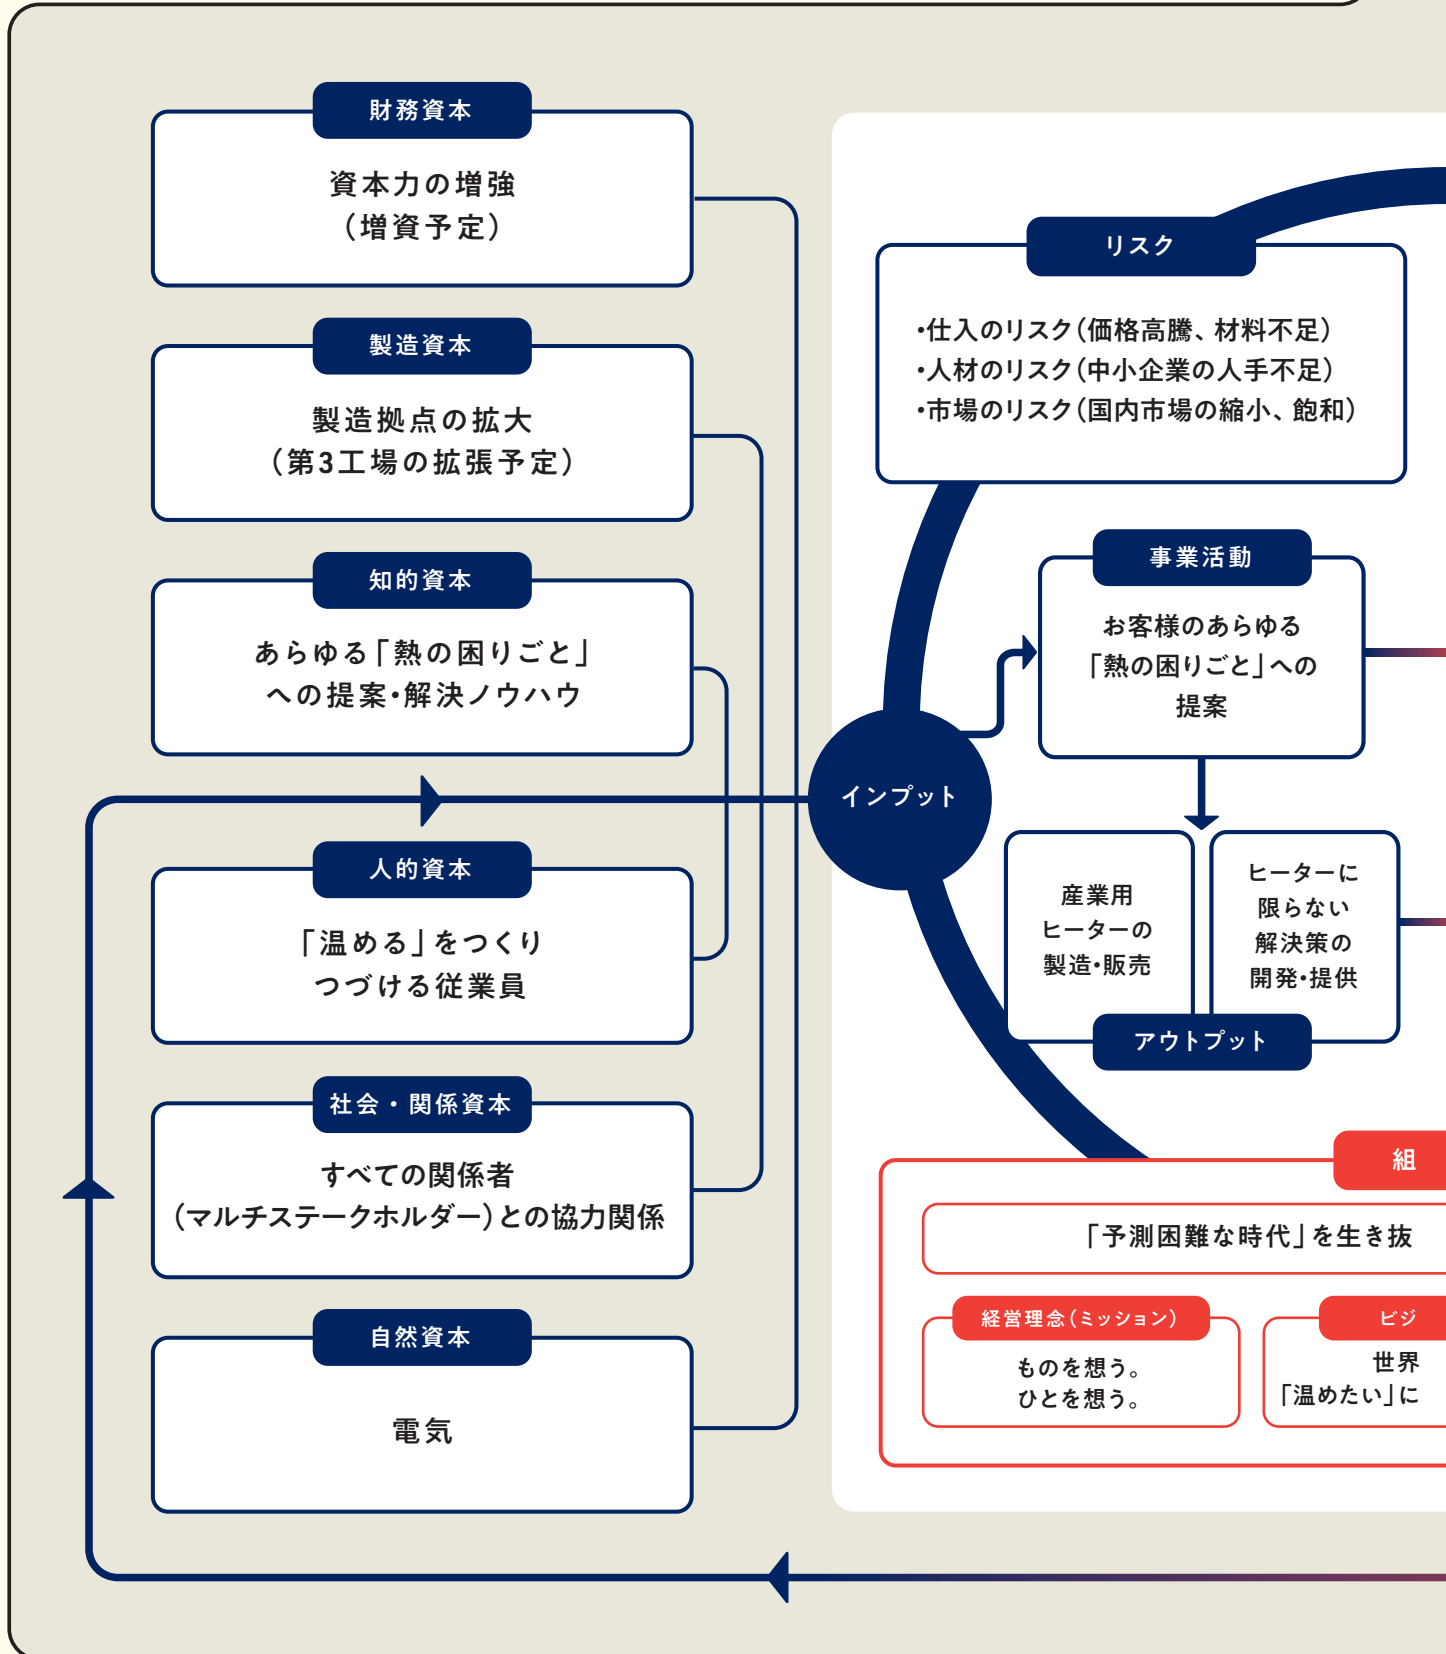 財務資本
資本力の増強
（増資予定）
製造資本
製造拠点の拡大
（第3工場の拡張予定）
知的資本
あらゆる「熱の困りごと」
への提案・解決ノウハウ
人的資本
「温める」をつくり
つづける従業員
社会・関係資本
すべての関係者
（マルチステークホルダー）との協力関係
自然資本
電気
インプット
リスク
・仕入のリスク（価格高騰、材料不足）
・人材のリスク（中小企業の人手不足）
・市場のリスク（国内市場の縮小、飽和）
事業活動
お客様のあらゆる
「熱の困りごと」への
提案
産業用
ヒーターの
製造・販売
ヒーターに
限らない
解決策の
開発・提供
アウトプット
組
「予測困難な時代」を生き抜
経営理念（ミッション）
ものを想う。
ひとを想う。
ビジ
世界
「温めたい」に